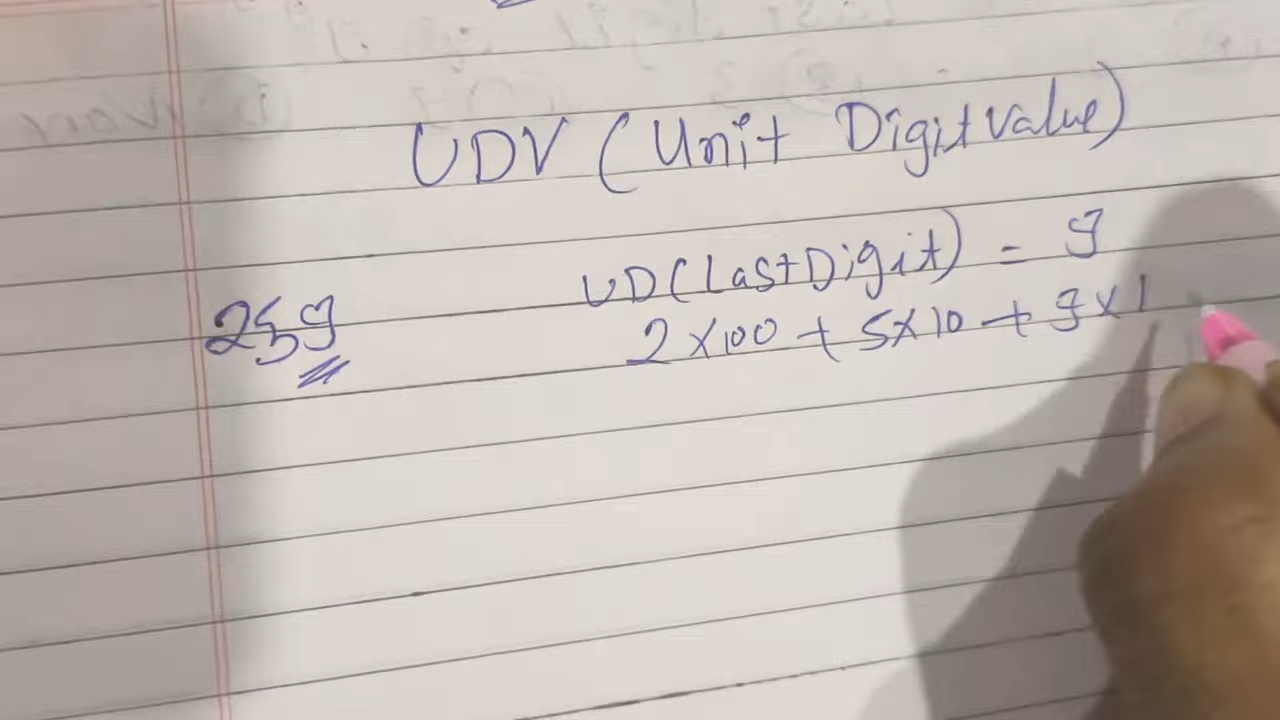 UDV (Unit Digit Value)
UD (Last Digit) = 9
259
2 x 100 + 5 x 10 + 9 x 1